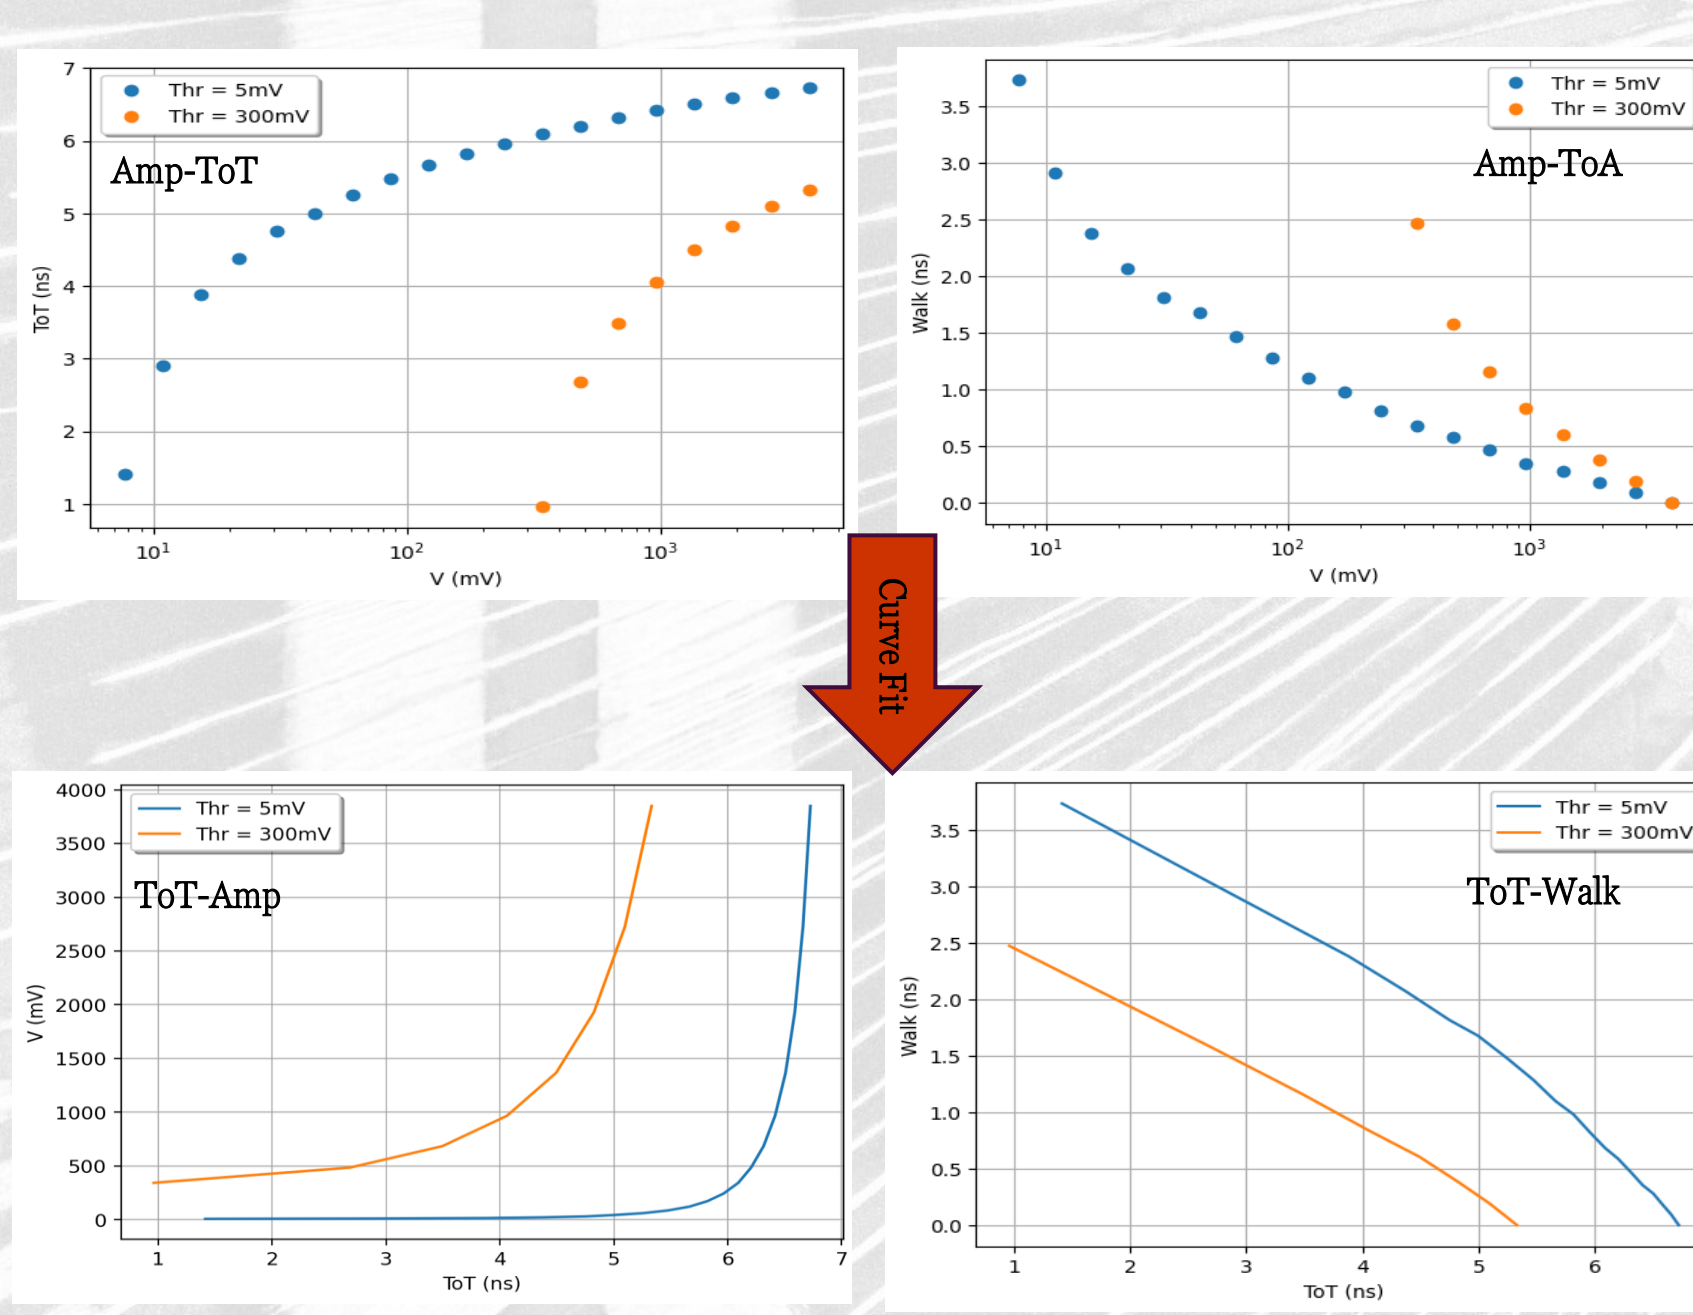 7
6
5
4
3
2
1
ToT (ns)
Thr = 5mV
Thr = 300mV
Amp-ToT
10¹
10²
10³
V (mV)
3.5
3.0
2.5
2.0
1.5
1.0
0.5
0.0
Walk (ns)
Thr = 5mV
Thr = 300mV
Amp-ToA
10¹
10²
10³
V (mV)
Curve Fit
4000
3500
3000
2500
2000
1500
1000
500
0
V (mV)
Thr = 5mV
Thr = 300mV
ToT-Amp
1 2 3 4 5 6 7
ToT (ns)
3.5
3.0
2.5
2.0
1.5
1.0
0.5
0.0
Walk (ns)
Thr = 5mV
Thr = 300mV
ToT-Walk
1 2 3 4 5 6
ToT (ns)